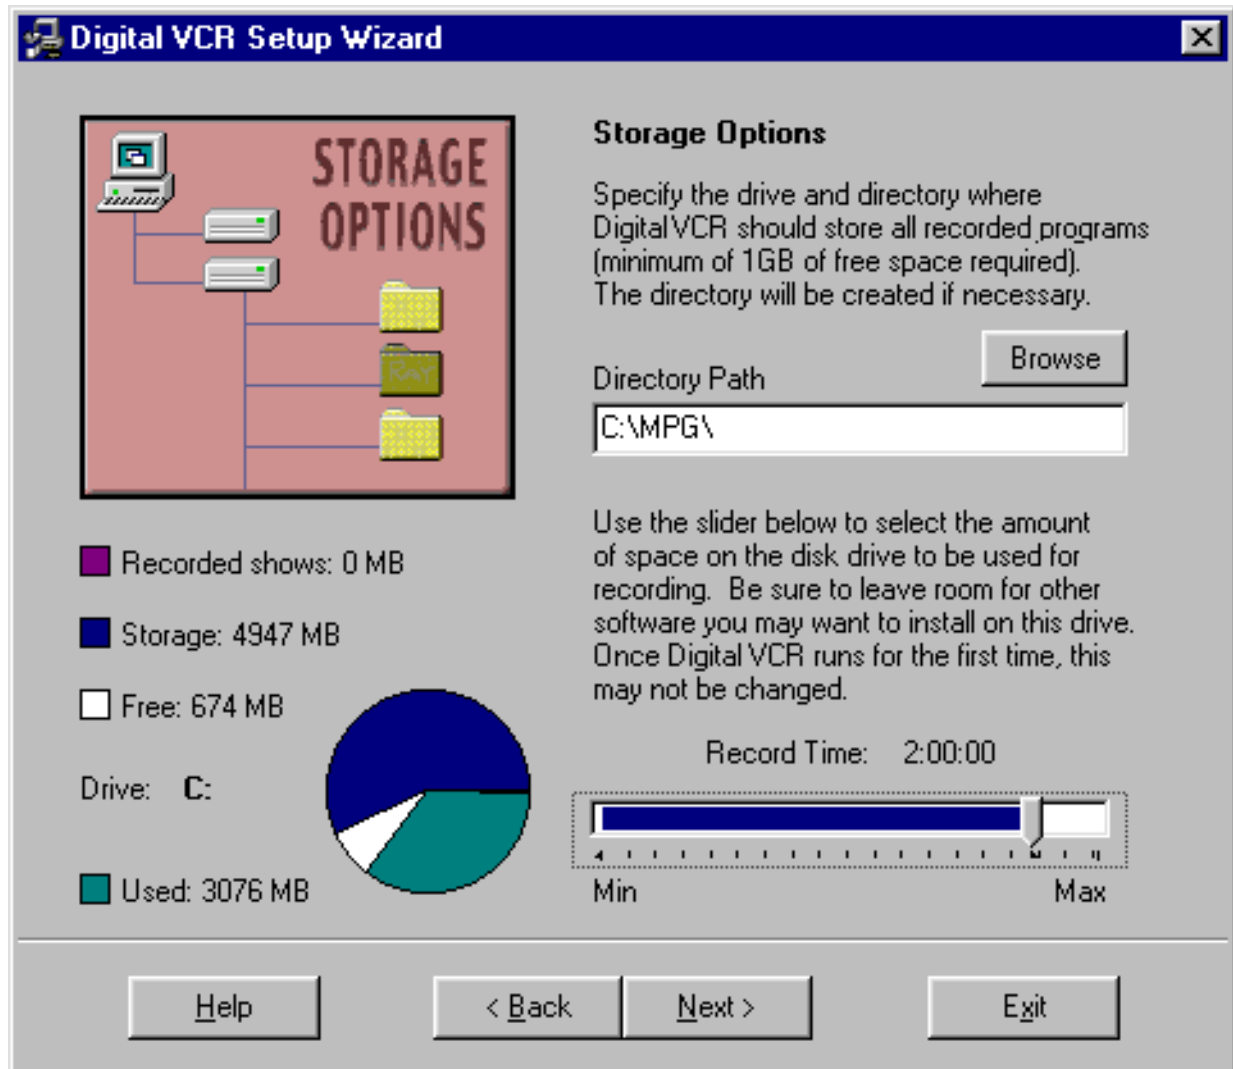 Digital VCR Setup Wizard
STORAGE
OPTIONS
RAY
Storage Options
Specify the drive and directory where
Digital VCR should store all recorded programs
(minimum of 1GB of free space required).
The directory will be created if necessary.
Browse
Directory Path
C:\MPG\
Use the slider below to select the amount
of space on the disk drive to be used for
recording.  Be sure to leave room for other
software you may want to install on this drive.
Once Digital VCR runs for the first time, this
may not be changed.
Recorded shows: 0 MB
Storage: 4947 MB
Free: 674 MB
Drive: C:
Used: 3076 MB
Record Time: 2:00:00
Min Max
Help < Back Next > Exit